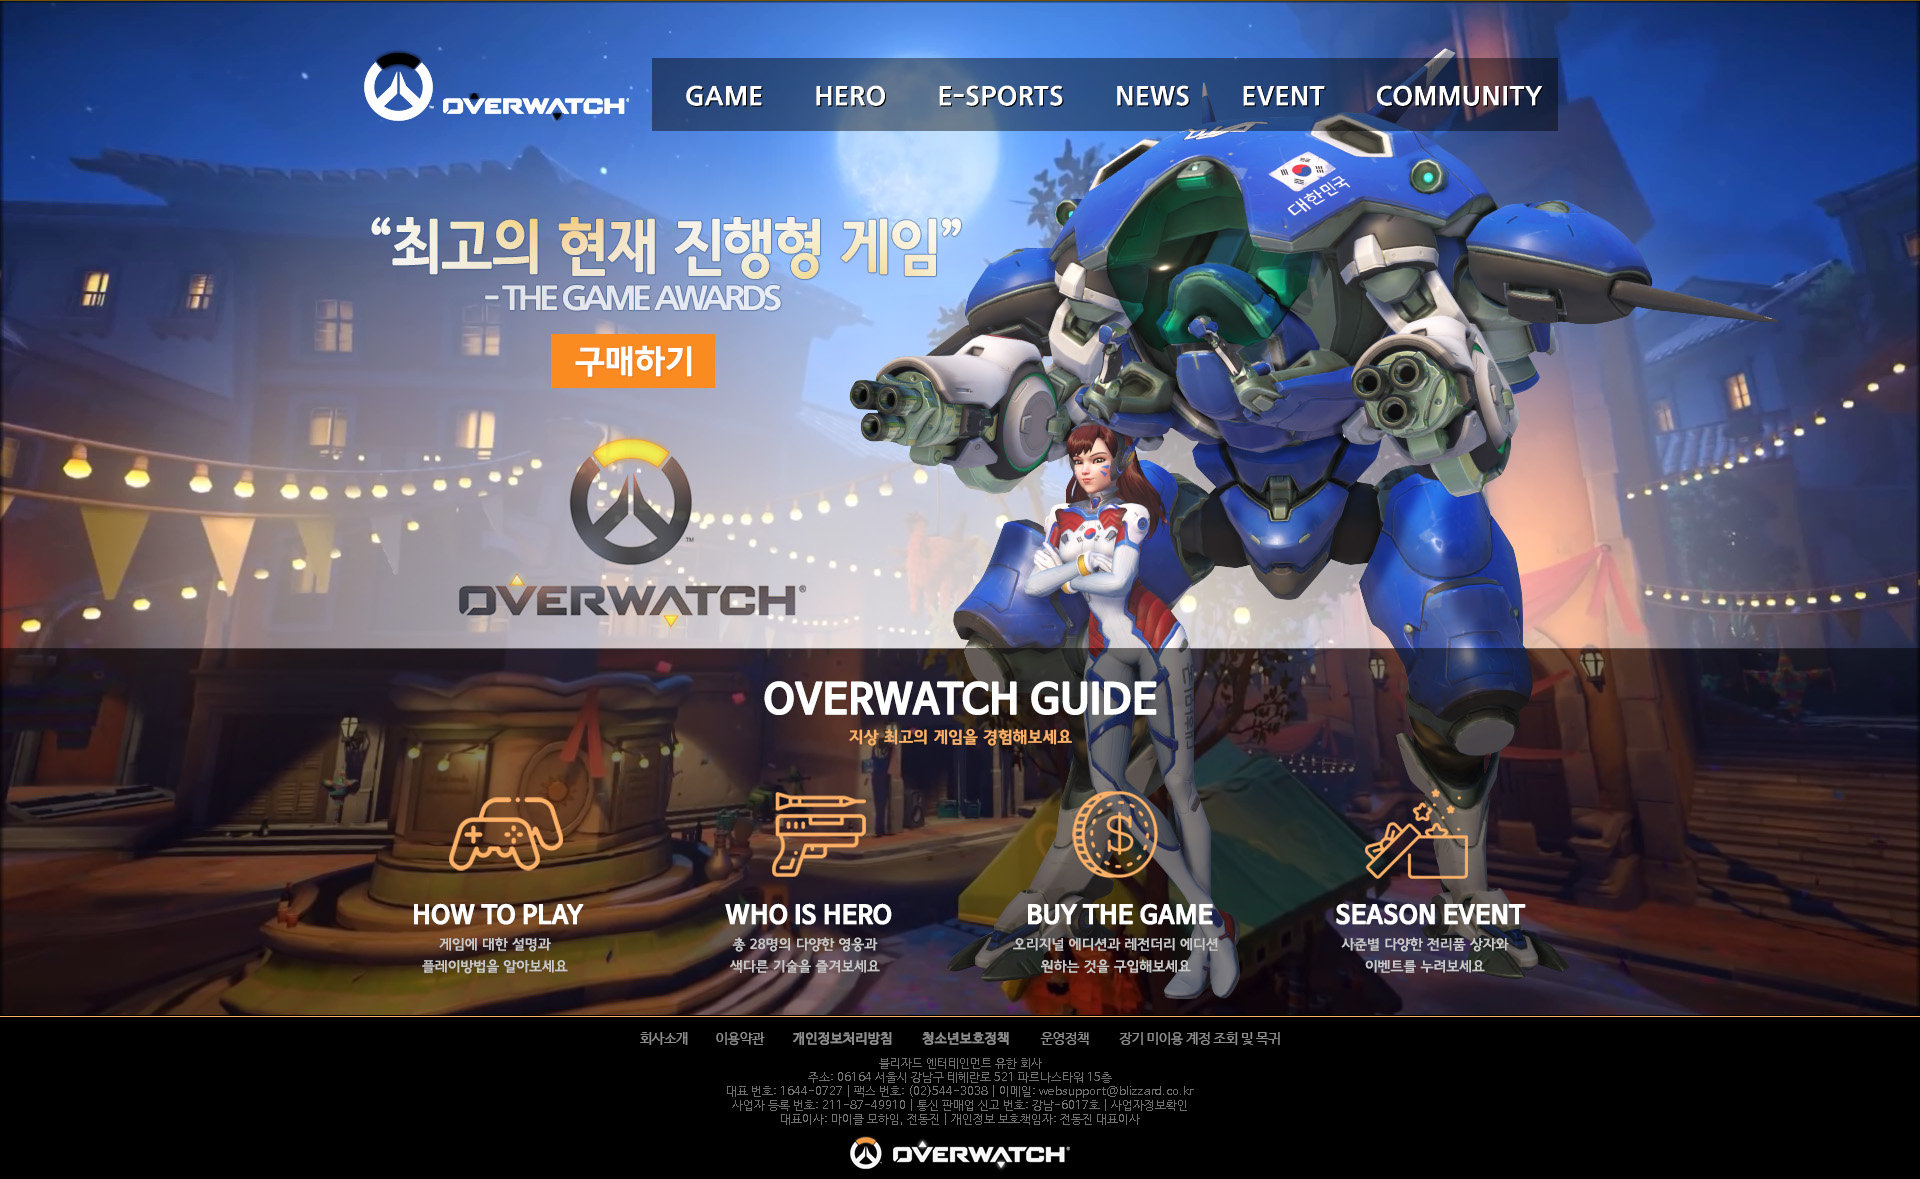 OVERWATCH
GAME HERO E-SPORTS NEWS EVENT COMMUNITY
대한민국
“최고의 현재 진행형 게임”
- THE GAME AWARDS
구매하기
OVERWATCH
OVERWATCH GUIDE
지상 최고의 게임을 경험해보세요
HOW TO PLAY
게임에 대한 설명과
플레이방법을 알아보세요
WHO IS HERO
총 28명의 다양한 영웅과
색다른 기술을 즐겨보세요
BUY THE GAME
오리지널 에디션과 레전더리 에디션
원하는 것을 구입해보세요
SEASON EVENT
시즌별 다양한 전리품 상자와
이벤트를 누려보세요
회사소개 이용약관 개인정보처리방침 청소년보호정책 운영정책 장기 미이용 계정 조회 및 복귀
블리자드 엔터테인먼트 유한 회사
주소: 06164 서울시 강남구 테헤란로 521 파르나스타워 15층
대표 번호: 1644-0727 | 팩스 번호: (02)544-3038 | 이메일: websupport@blizzard.co.kr
사업자 등록 번호: 211-87-49910 | 통신 판매업 신고 번호: 강남-6017호 | 사업자정보확인
대표이사: 마이클 모하임, 전동진 | 개인정보 보호책임자: 전동진 대표이사
OVERWATCH